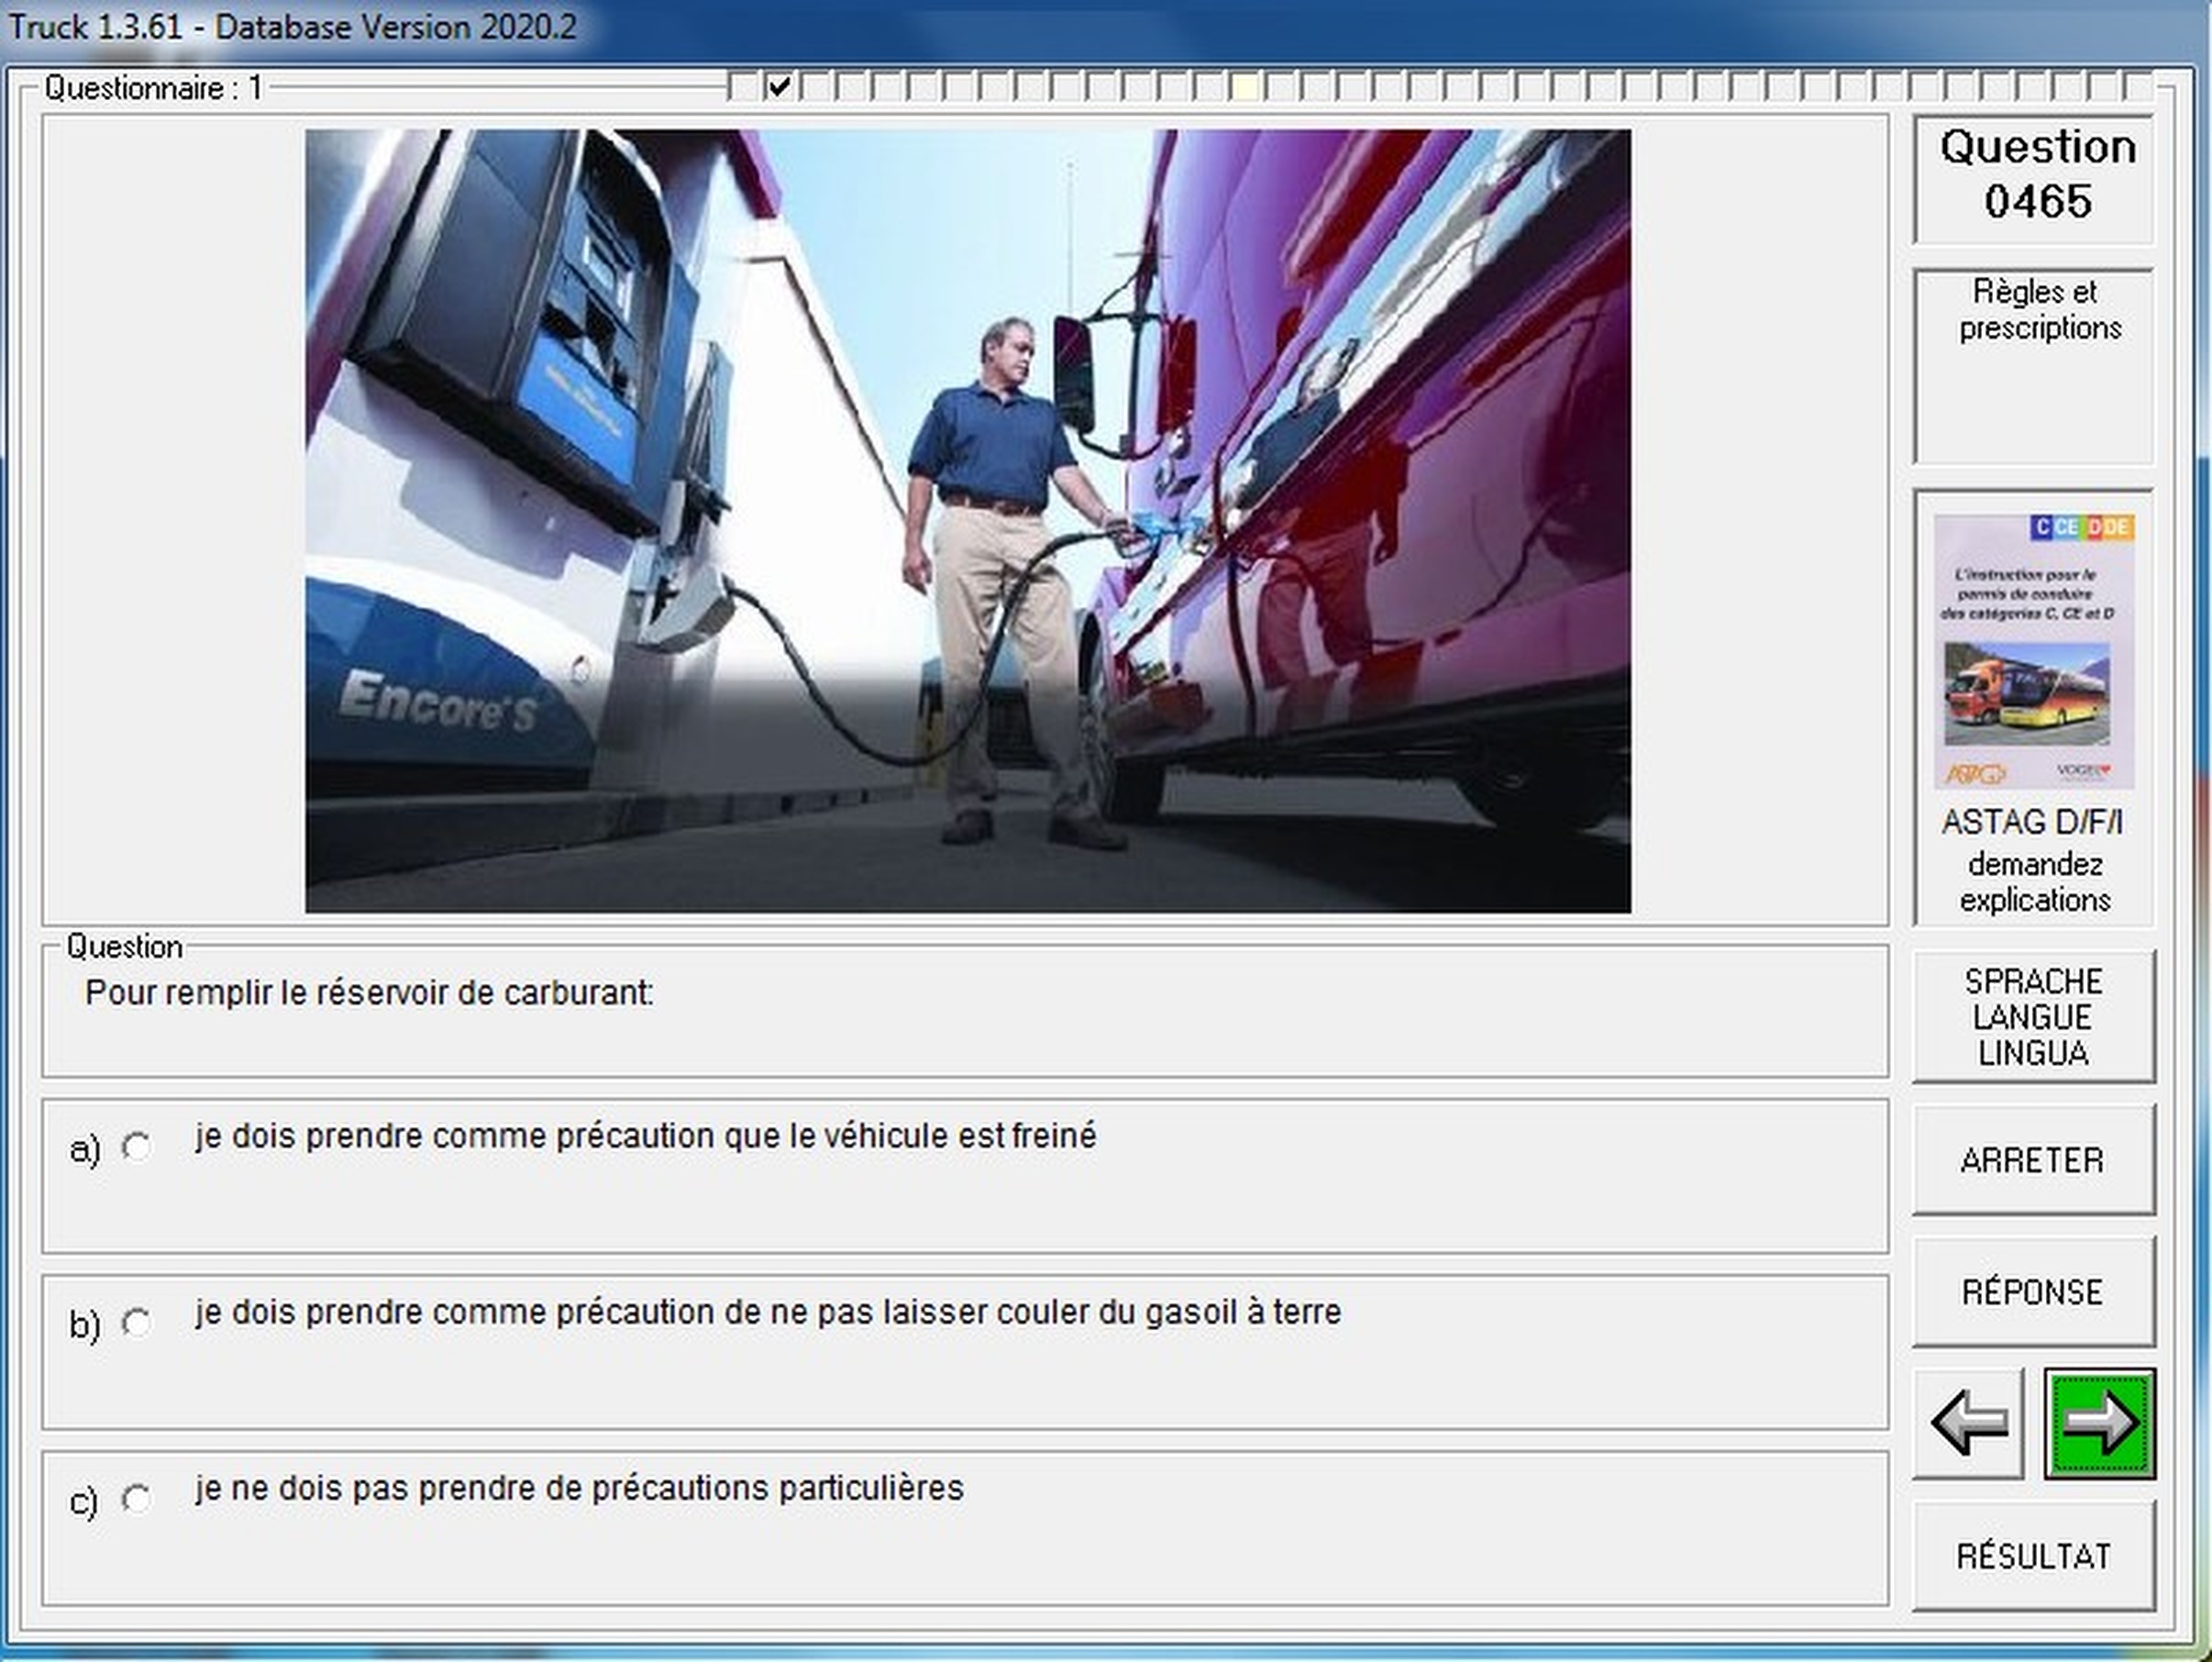 Truck 1.3.61 - Database Version 2020.2
Questionnaire : 1
Encore'S
Question
0465
Règles et
prescriptions
C CE D DE
L'instruction pour le
permis de conduire
des catégories C, CE et D
ASTAG
VOGEL
ASTAG D/F/I
demandez
explications
Question
Pour remplir le réservoir de carburant:
a) je dois prendre comme précaution que le véhicule est freiné
b) je dois prendre comme précaution de ne pas laisser couler du gasoil à terre
c) je ne dois pas prendre de précautions particulières
SPRACHE
LANGUE
LINGUA
ARRETER
RÉPONSE
RÉSULTAT